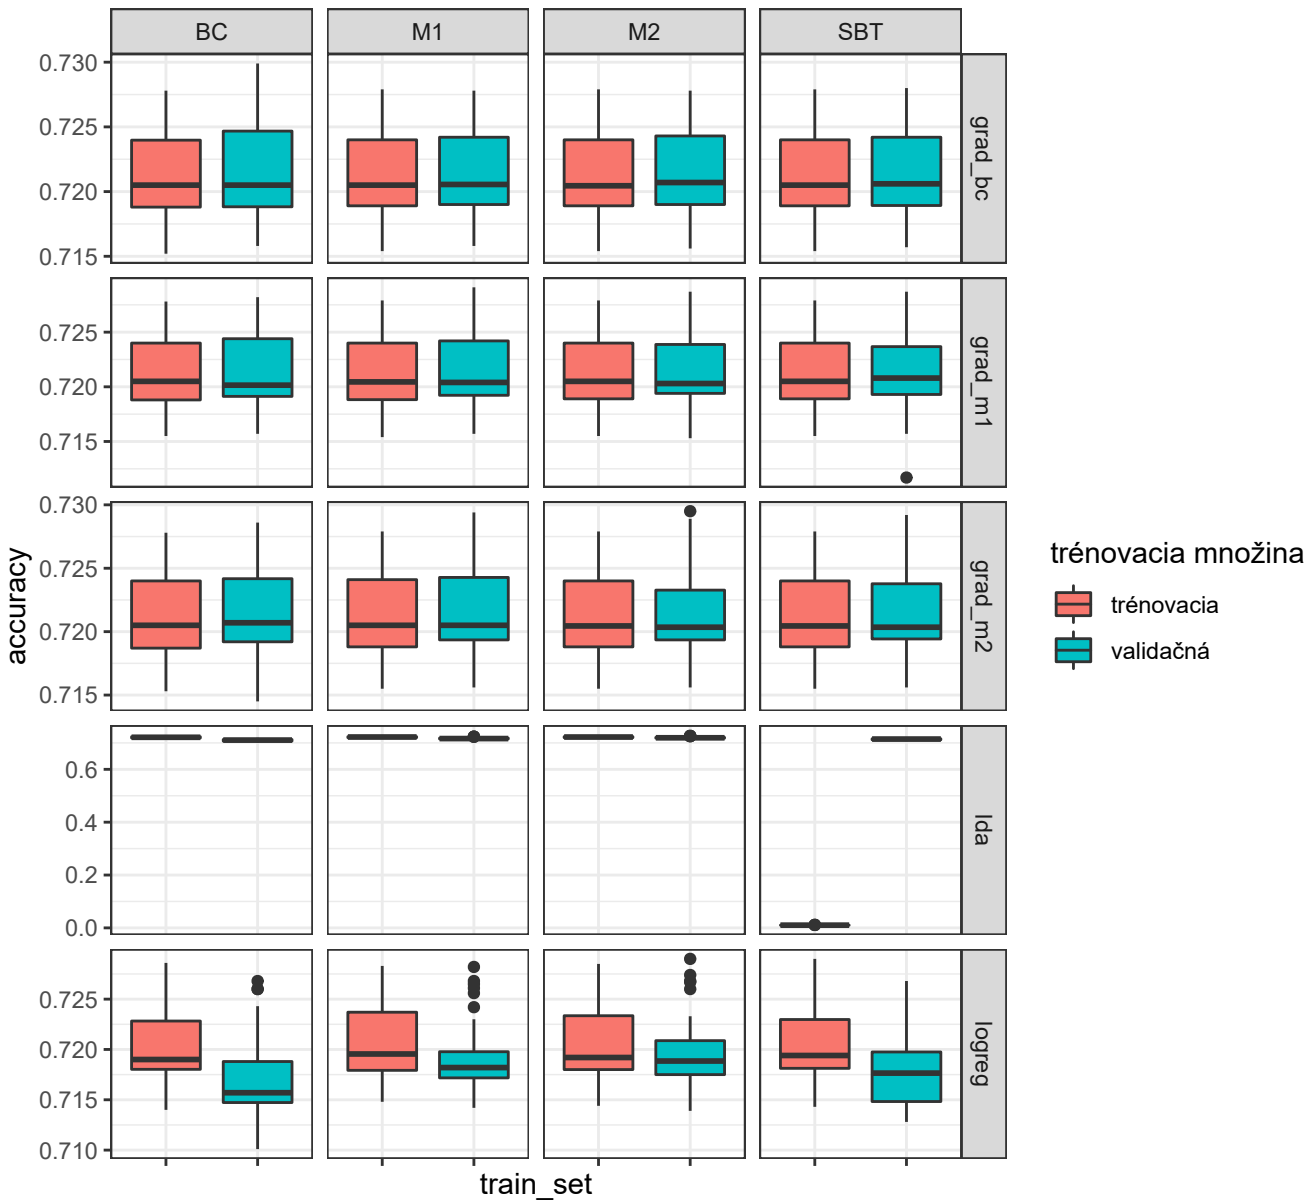 BC M1 M2 SBT
0.730
0.725
0.720
0.715
grad_bc
0.725
0.720
0.715
grad_m1
0.730
0.725
0.720
0.715
grad_m2
0.6
0.4
0.2
0.0
lda
0.725
0.720
0.715
0.710
logreg
accuracy
train_set
trénovacia množina
trénovacia
validačná